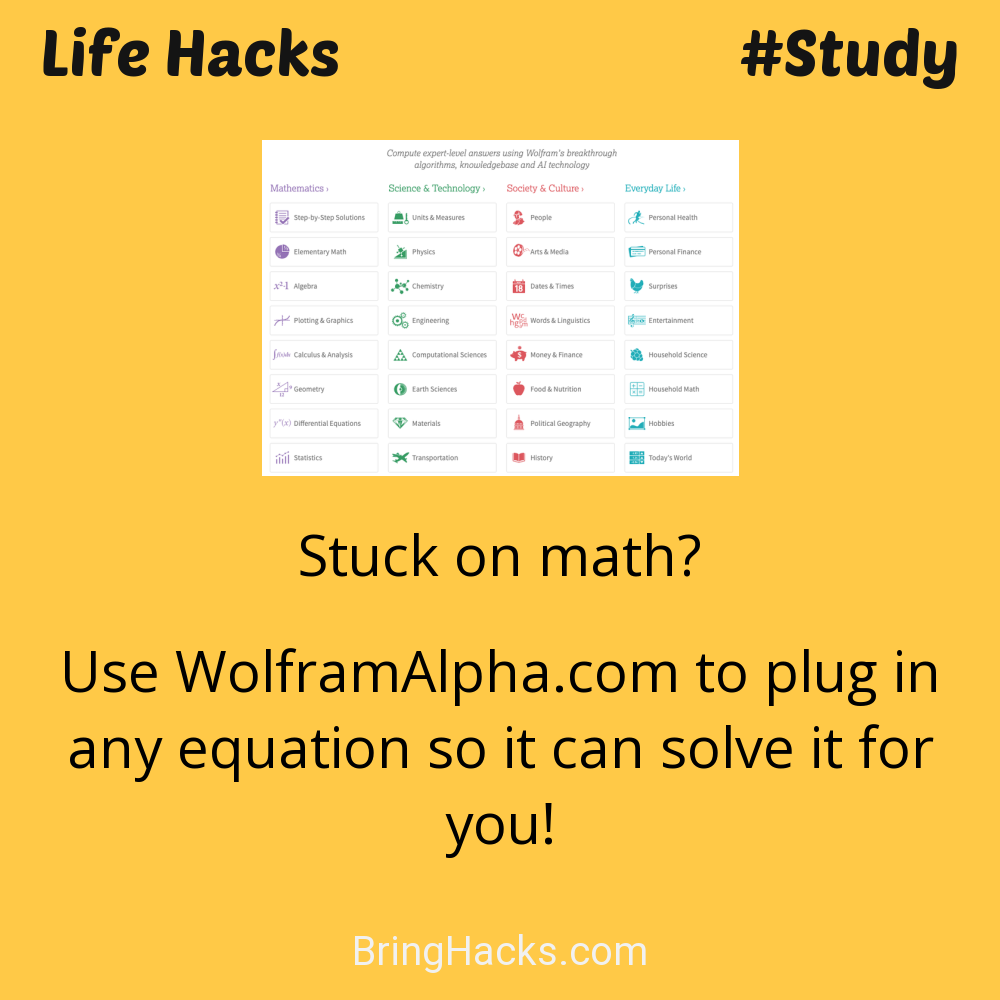 Life Hacks #Study
Compute expert-level answers using Wolfram's breakthrough
algorithms, knowledgebase and AI technology
Mathematics › Science & Technology › Society & Culture › Everyday Life ›
Step-by-Step Solutions Units & Measures People Personal Health
Elementary Math Physics Arts & Media Personal Finance
x²-1 Algebra Chemistry 18 Dates & Times Surprises
Plotting & Graphics Engineering Words & Linguistics Entertainment
Calculus & Analysis Computational Sciences $ Money & Finance Household Science
Geometry Earth Sciences Food & Nutrition Household Math
y''(x) Differential Equations Materials Political Geography Hobbies
Statistics Transportation History Today's World
Stuck on math?
Use WolframAlpha.com to plug in
any equation so it can solve it for
you!
BringHacks.com